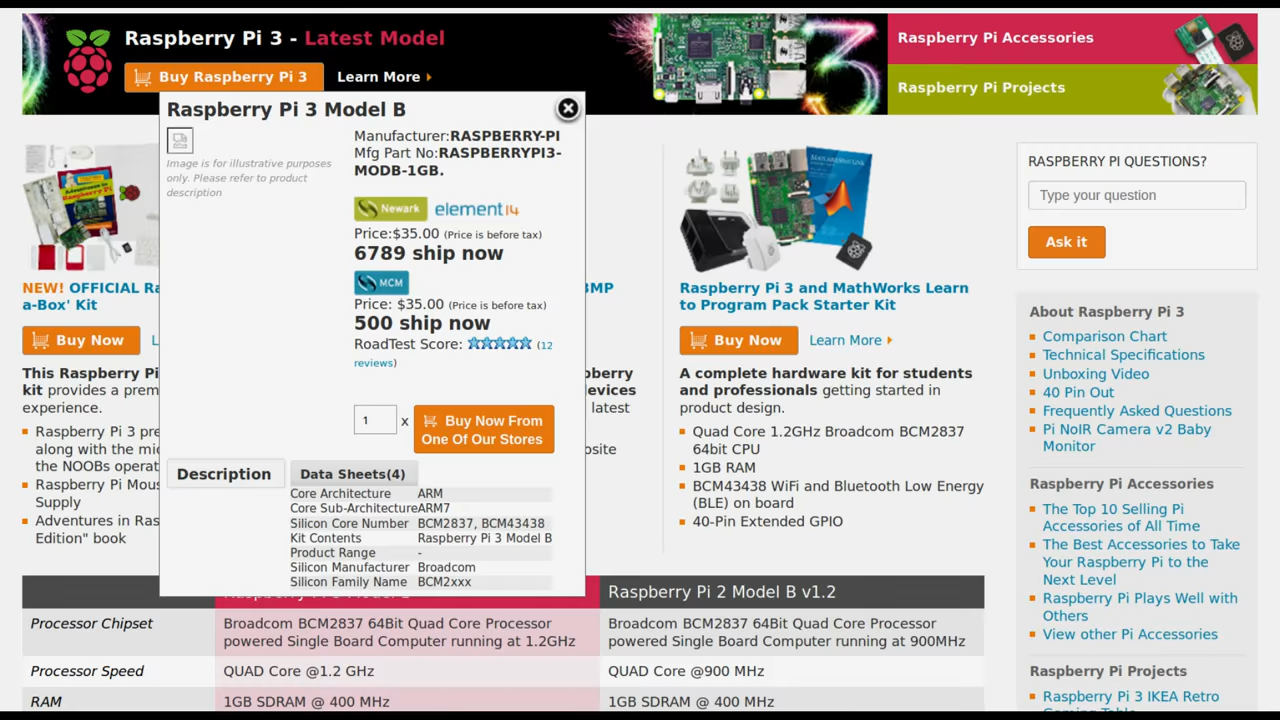 Raspberry Pi 3 - Latest Model
Buy Raspberry Pi 3
Learn More
Raspberry Pi Accessories
Raspberry Pi Projects
Raspberry Pi 3 Model B
Image is for illustrative purposes
only. Please refer to product
description
Manufacturer:RASPBERRY-PI
Mfg Part No:RASPBERRYPI3-
MODB-1GB.
Newark element14
Price:$35.00 (Price is before tax)
6789 ship now
MCM
Price: $35.00 (Price is before tax)
500 ship now
RoadTest Score: (12
reviews)
1 x
Buy Now From
One Of Our Stores
Description
Data Sheets(4)
Core Architecture ARM
Core Sub-ArchitectureARM7
Silicon Core Number BCM2837, BCM43438
Kit Contents Raspberry Pi 3 Model B
Product Range -
Silicon Manufacturer Broadcom
Silicon Family Name BCM2xxx
NEW! OFFICIAL Ra
a-Box' Kit
Buy Now
L
This Raspberry Pi
kit provides a prem
experience.
Raspberry Pi 3 pre
along with the mic
the NOOBs operat
Raspberry Pi Mous
Supply
Adventures in Ras
Edition" book
BMP
pberry
devices
latest
osite
Raspberry Pi 3 and MathWorks Learn
to Program Pack Starter Kit
Buy Now
Learn More
A complete hardware kit for students
and professionals getting started in
product design.
Quad Core 1.2GHz Broadcom BCM2837
64bit CPU
1GB RAM
BCM43438 WiFi and Bluetooth Low Energy
(BLE) on board
40-Pin Extended GPIO
RASPBERRY PI QUESTIONS?
Type your question
Ask it
About Raspberry Pi 3
Comparison Chart
Technical Specifications
Unboxing Video
40 Pin Out
Frequently Asked Questions
Pi NoIR Camera v2 Baby
Monitor
Raspberry Pi Accessories
The Top 10 Selling Pi
Accessories of All Time
The Best Accessories to Take
Your Raspberry Pi to the
Next Level
Raspberry Pi Plays Well with
Others
View other Pi Accessories
Raspberry Pi Projects
Raspberry Pi 3 IKEA Retro
Raspberry Pi 2 Model B v1.2
Processor Chipset
Broadcom BCM2837 64Bit Quad Core Processor
powered Single Board Computer running at 1.2GHz
Broadcom BCM2837 64Bit Quad Core Processor
powered Single Board Computer running at 900MHz
Processor Speed
QUAD Core @1.2 GHz
QUAD Core @900 MHz
RAM
1GB SDRAM @ 400 MHz
1GB SDRAM @ 400 MHz